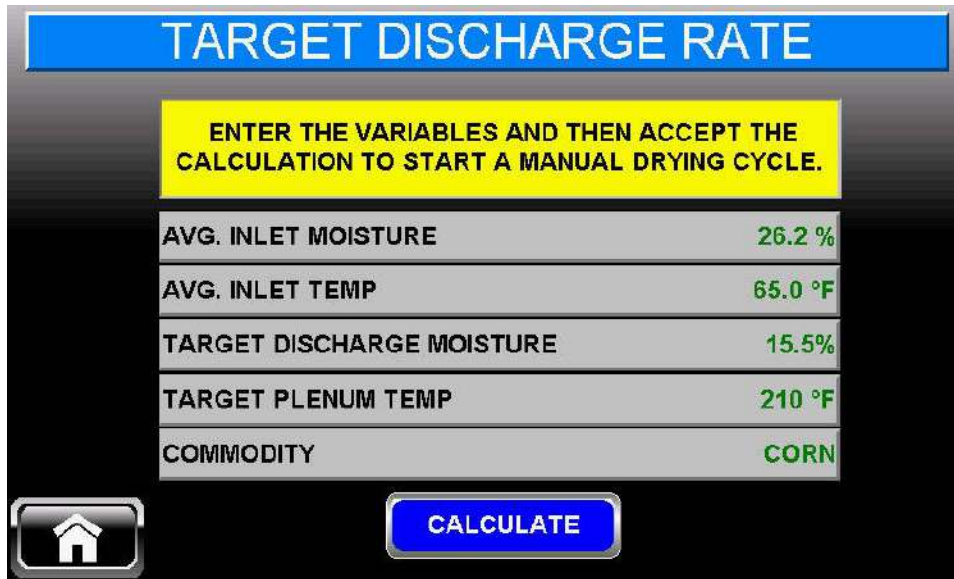 TARGET DISCHARGE RATE
ENTER THE VARIABLES AND THEN ACCEPT THE
CALCULATION TO START A MANUAL DRYING CYCLE.
AVG. INLET MOISTURE 26.2 %
AVG. INLET TEMP 65.0 °F
TARGET DISCHARGE MOISTURE 15.5%
TARGET PLENUM TEMP 210 °F
COMMODITY CORN
CALCULATE